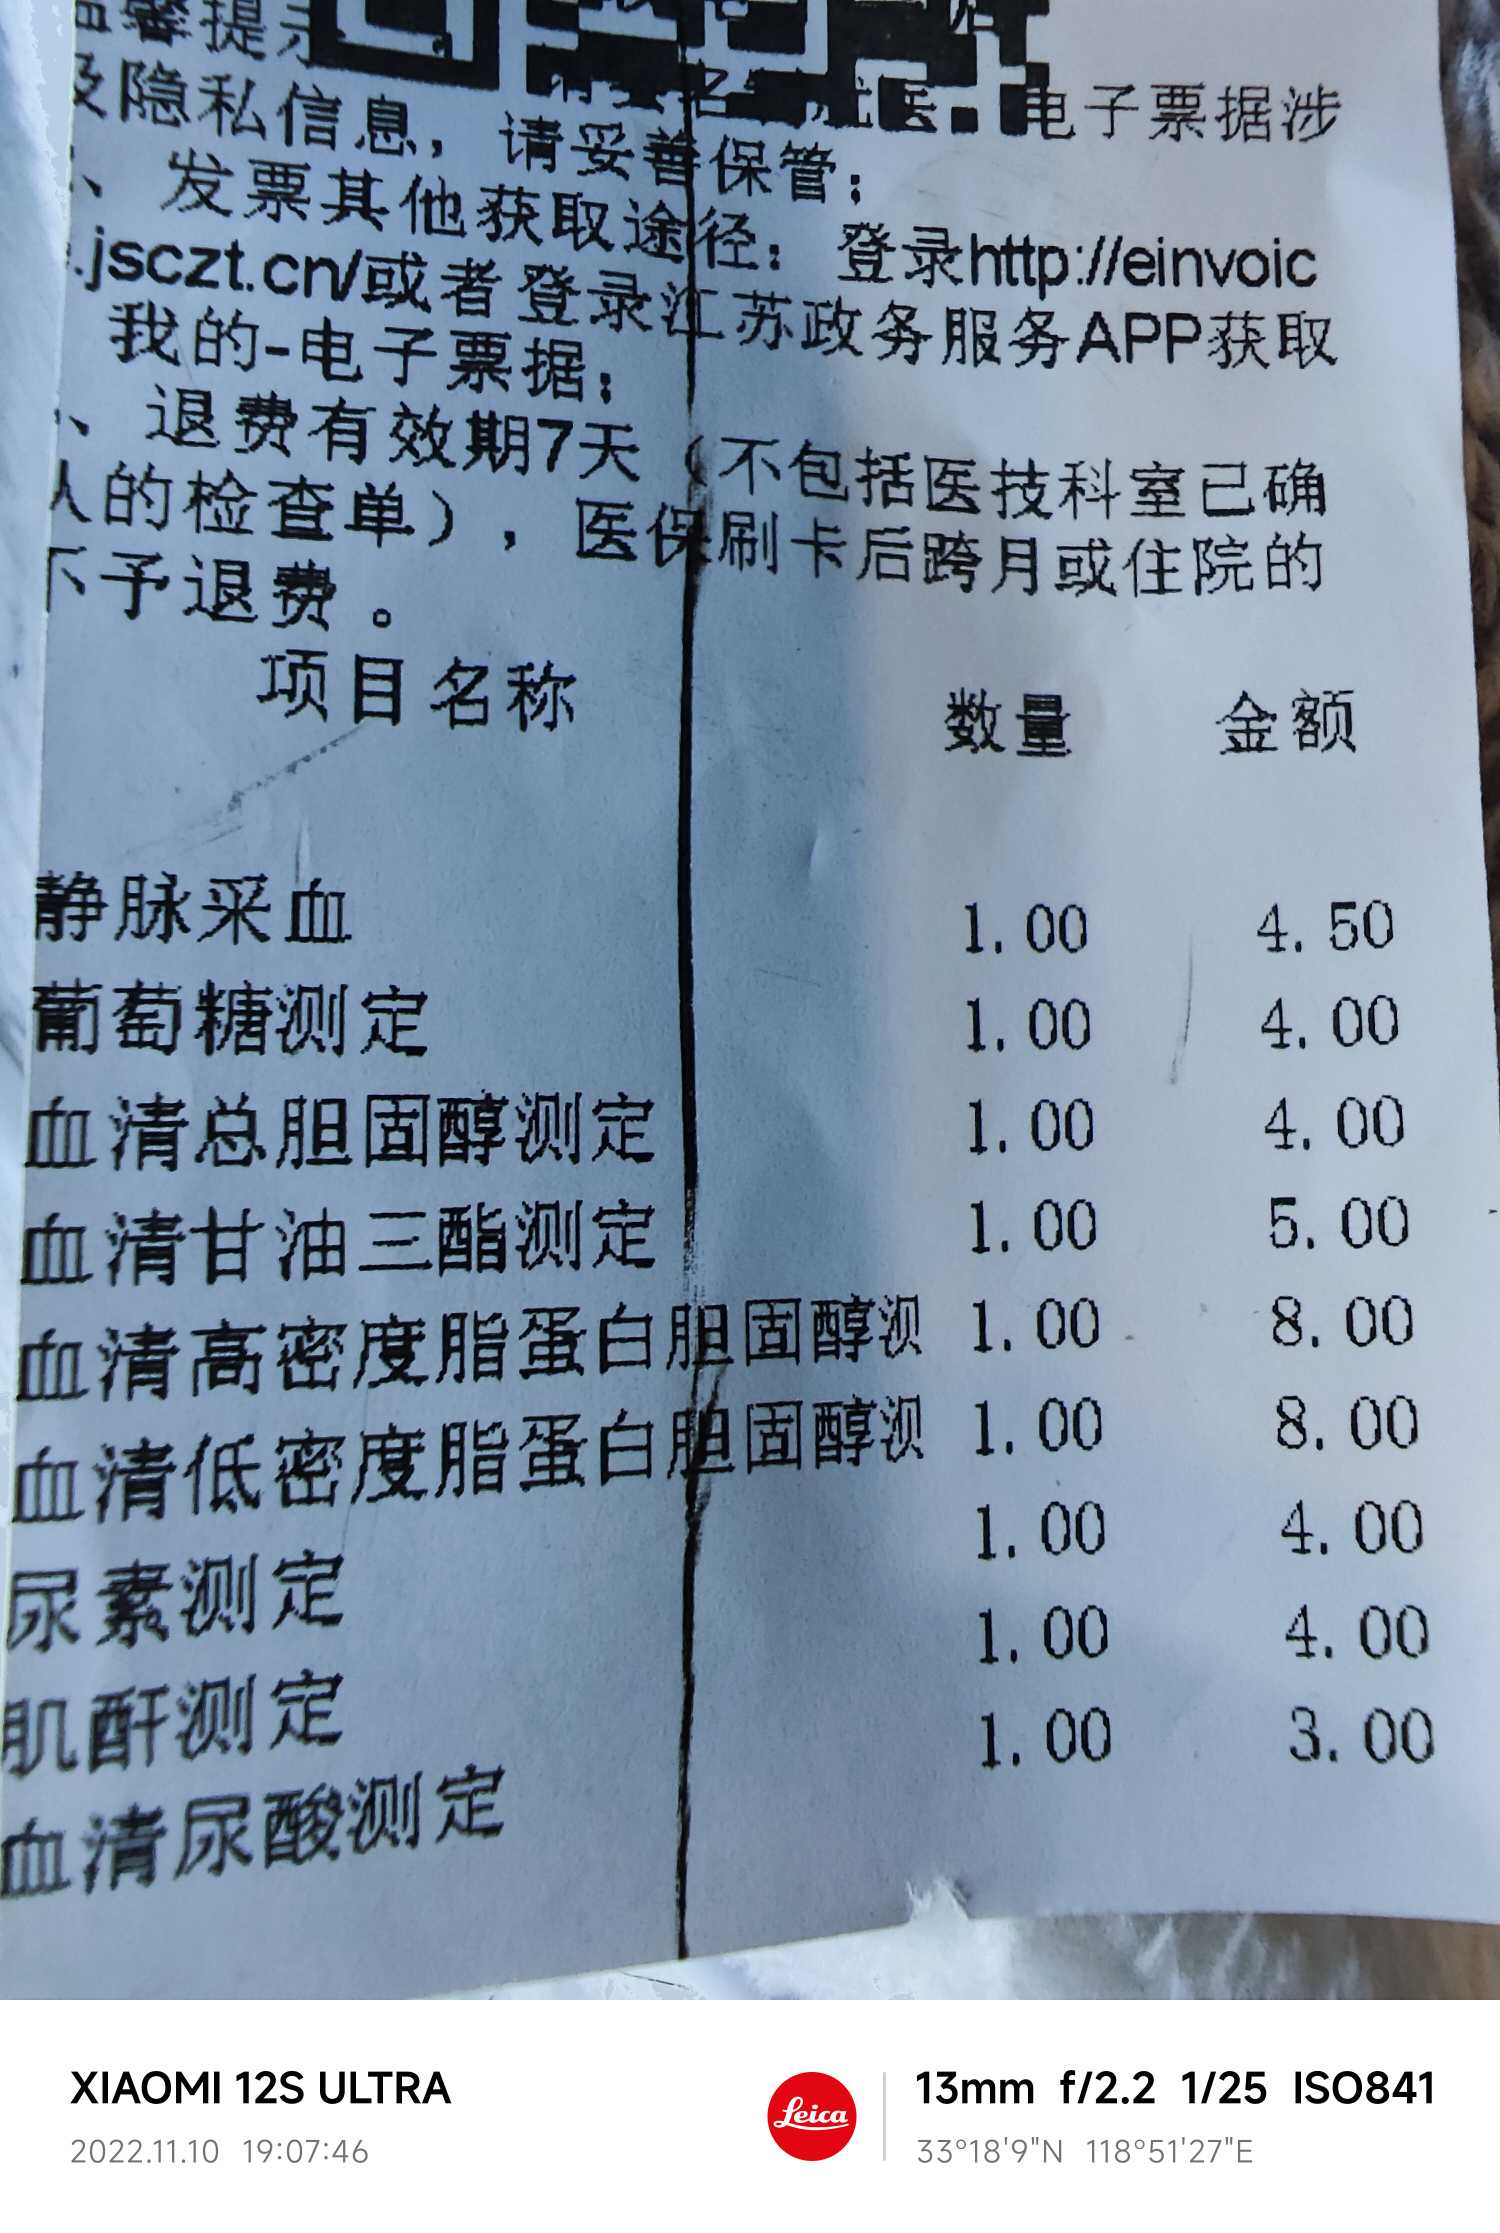 温馨提示
电子票据涉
及隐私信息，请妥善保管；
、发票其他获取途径：登录http://einvoic
.jsczt.cn/或者登录江苏政务服务APP获取
我的-电子票据；
、退费有效期7天（不包括医技科室已确
认的检查单），医保刷卡后跨月或住院的
不予退费。
项目名称 数量 金额
静脉采血 1.00 4.50
葡萄糖测定 1.00 4.00
血清总胆固醇测定 1.00 4.00
血清甘油三酯测定 1.00 5.00
血清高密度脂蛋白胆固醇测 1.00 8.00
血清低密度脂蛋白胆固醇测 1.00 8.00
尿素测定 1.00 4.00
肌酐测定 1.00 4.00
血清尿酸测定 1.00 3.00
XIAOMI 12S ULTRA
2022.11.10 19:07:46
Leica
13mm f/2.2 1/25 ISO841
33°18'9"N 118°51'27"E